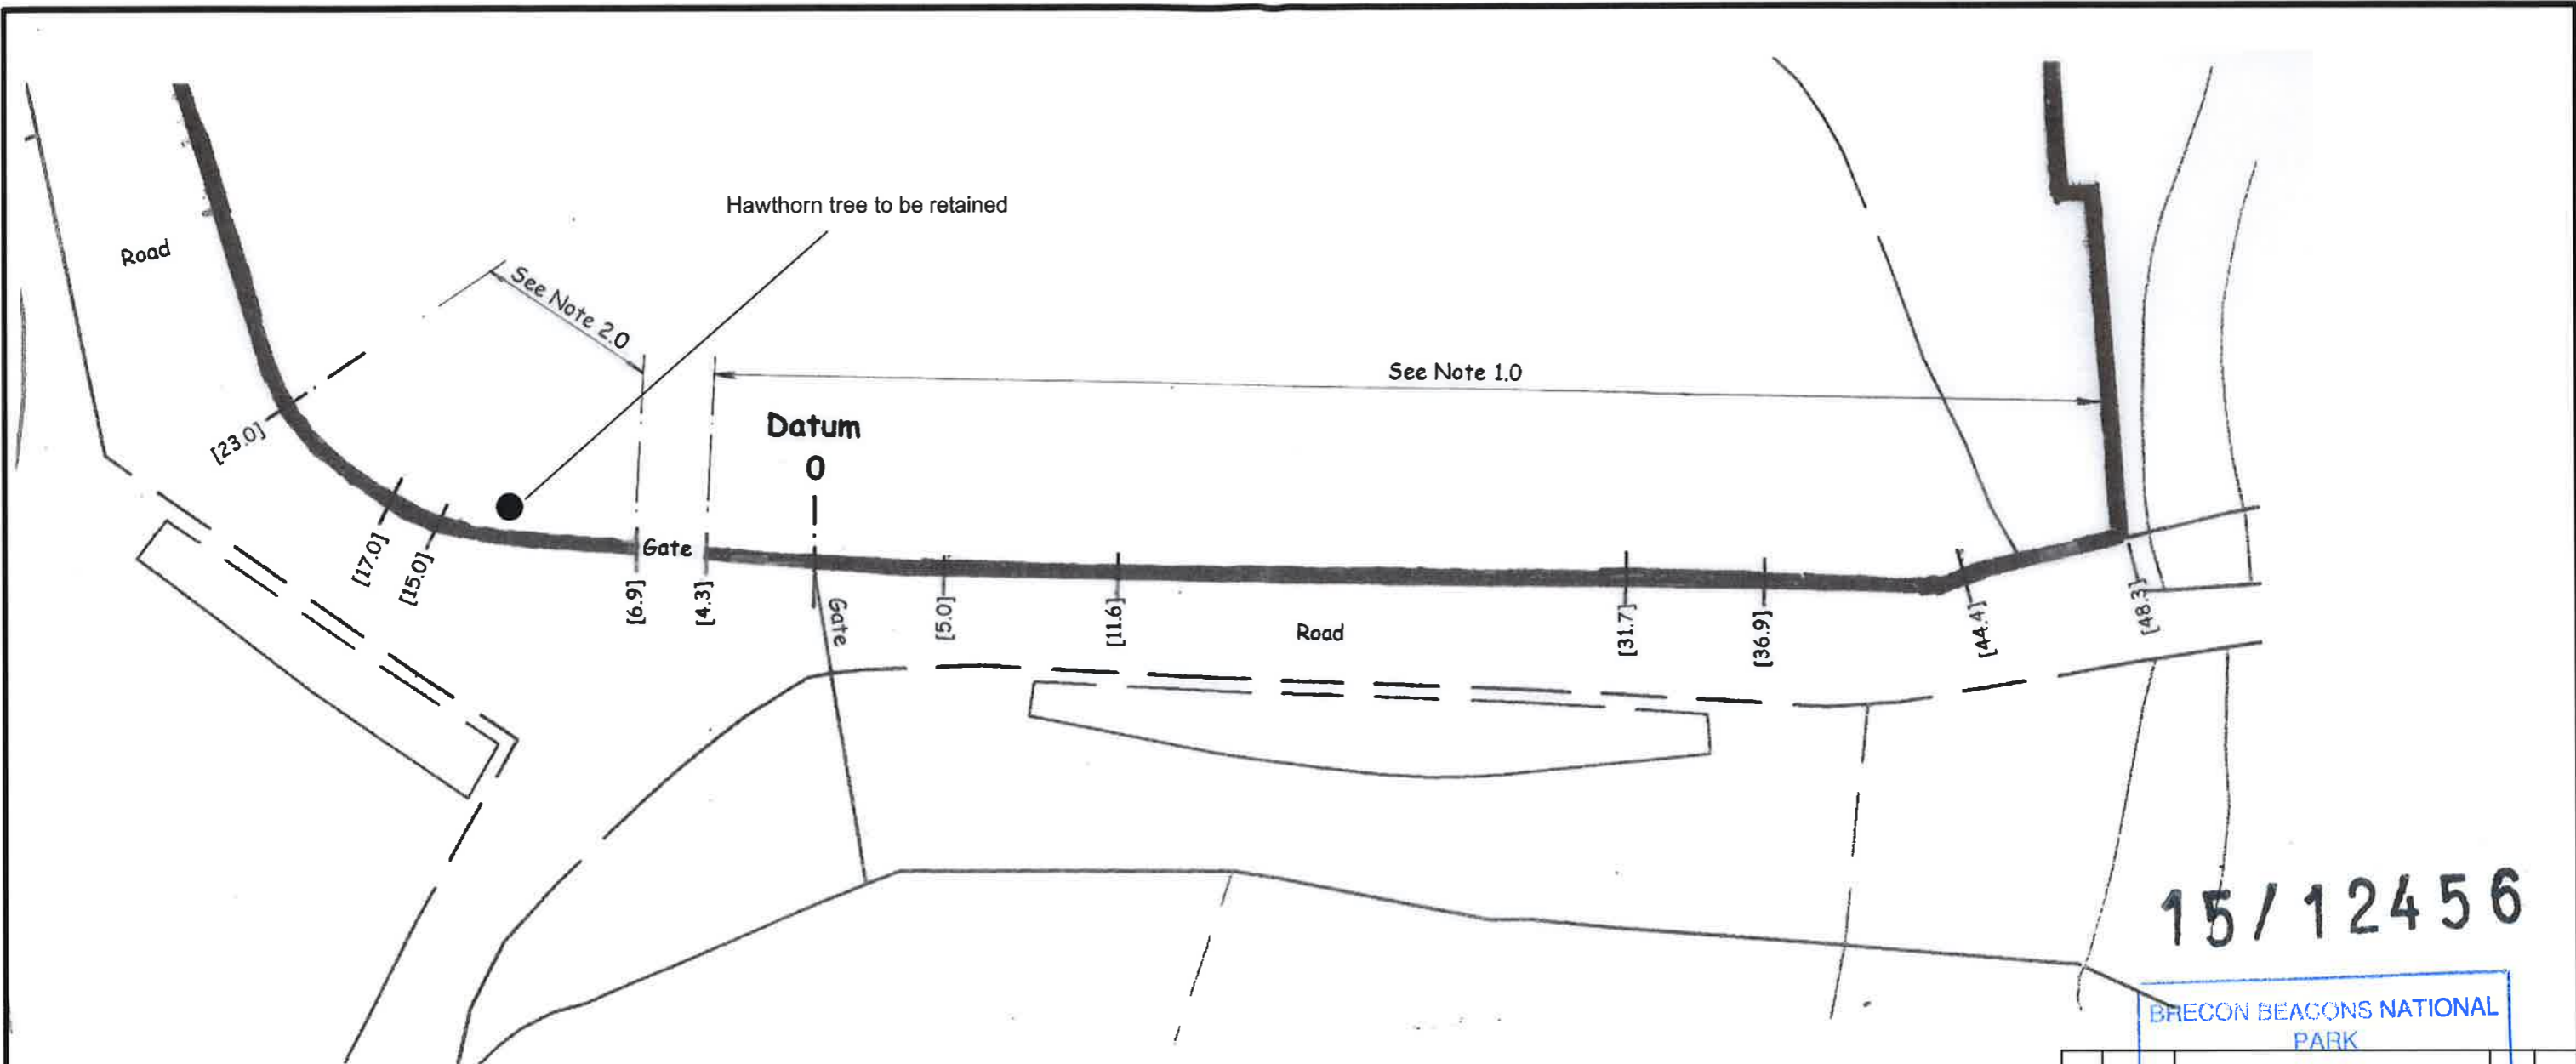 Hawthorn tree to be retained
Road
See Note 2.0
See Note 1.0
Datum
0
[23.0]
[17.0]
[15.0]
Gate
[6.9]
[4.3]
Gate
[5.0]
[11.6]
Road
[31.7]
[36.9]
[44.4]
[48.3]
15/12456
BRECON BEACONS NATIONAL
PARK